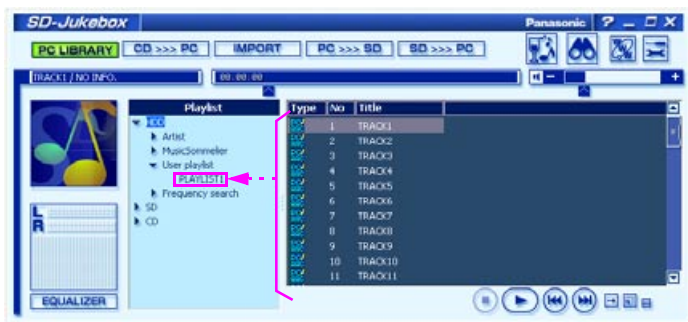 SD-Jukebox Panasonic ? _ □ X
PC LIBRARY CD >>> PC IMPORT PC >>> SD SD >>> PC
TRACK1 / NO INFO. 00:00:00 - +
Playlist Type No Title
HDD
Artist
MusicSommelier
User playlist
PLAYLIST1
Frequency search
SD
CD
1 TRACK1
2 TRACK2
3 TRACK3
4 TRACK4
5 TRACK5
6 TRACK6
7 TRACK7
8 TRACK8
9 TRACK9
10 TRACK10
11 TRACK11
L
R
EQUALIZER